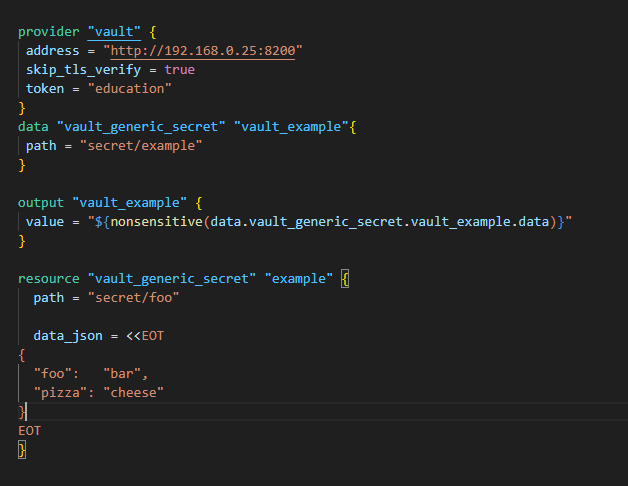 provider "vault" {
 address = "http://192.168.0.25:8200"
 skip_tls_verify = true
 token = "education"
}
data "vault_generic_secret" "vault_example"{
 path = "secret/example"
}

output "vault_example" {
 value = "${nonsensitive(data.vault_generic_secret.vault_example.data)}"
}

resource "vault_generic_secret" "example" {
  path = "secret/foo"

  data_json = <<EOT
{
  "foo":   "bar",
  "pizza": "cheese"
}
EOT
}